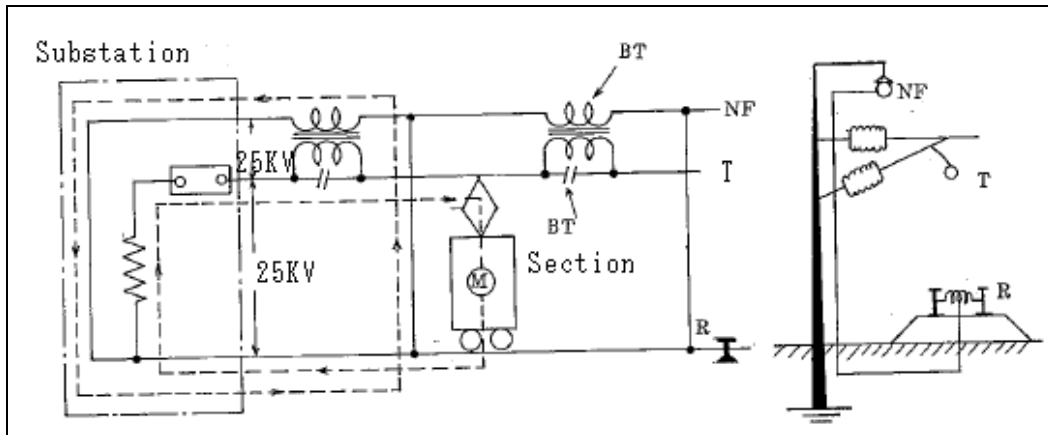 Substation
BT
NF
25KV
T
BT
Section
25KV
M
R
NF
T
R